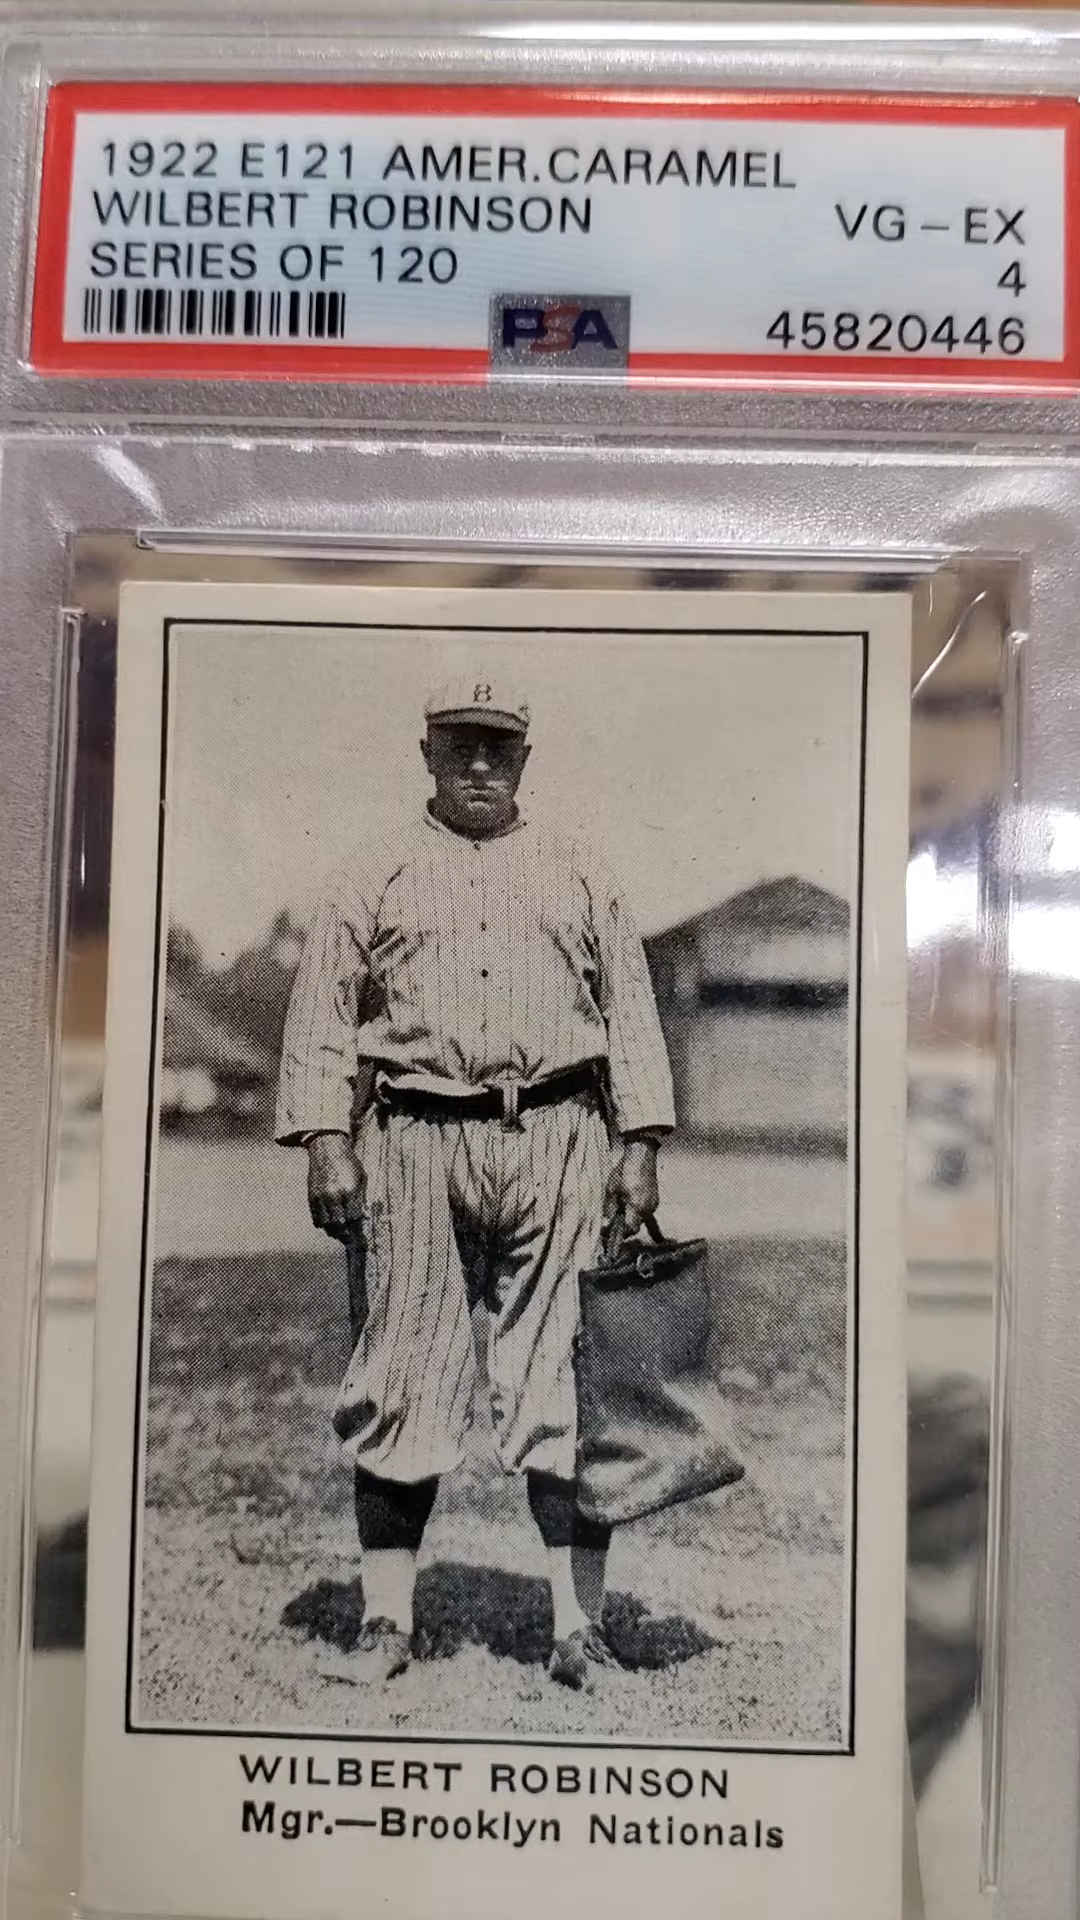 1922 E121 AMER.CARAMEL
WILBERT ROBINSON
VG - EX
SERIES OF 120
4
PSA
45820446
B
WILBERT ROBINSON
Mgr.—Brooklyn Nationals